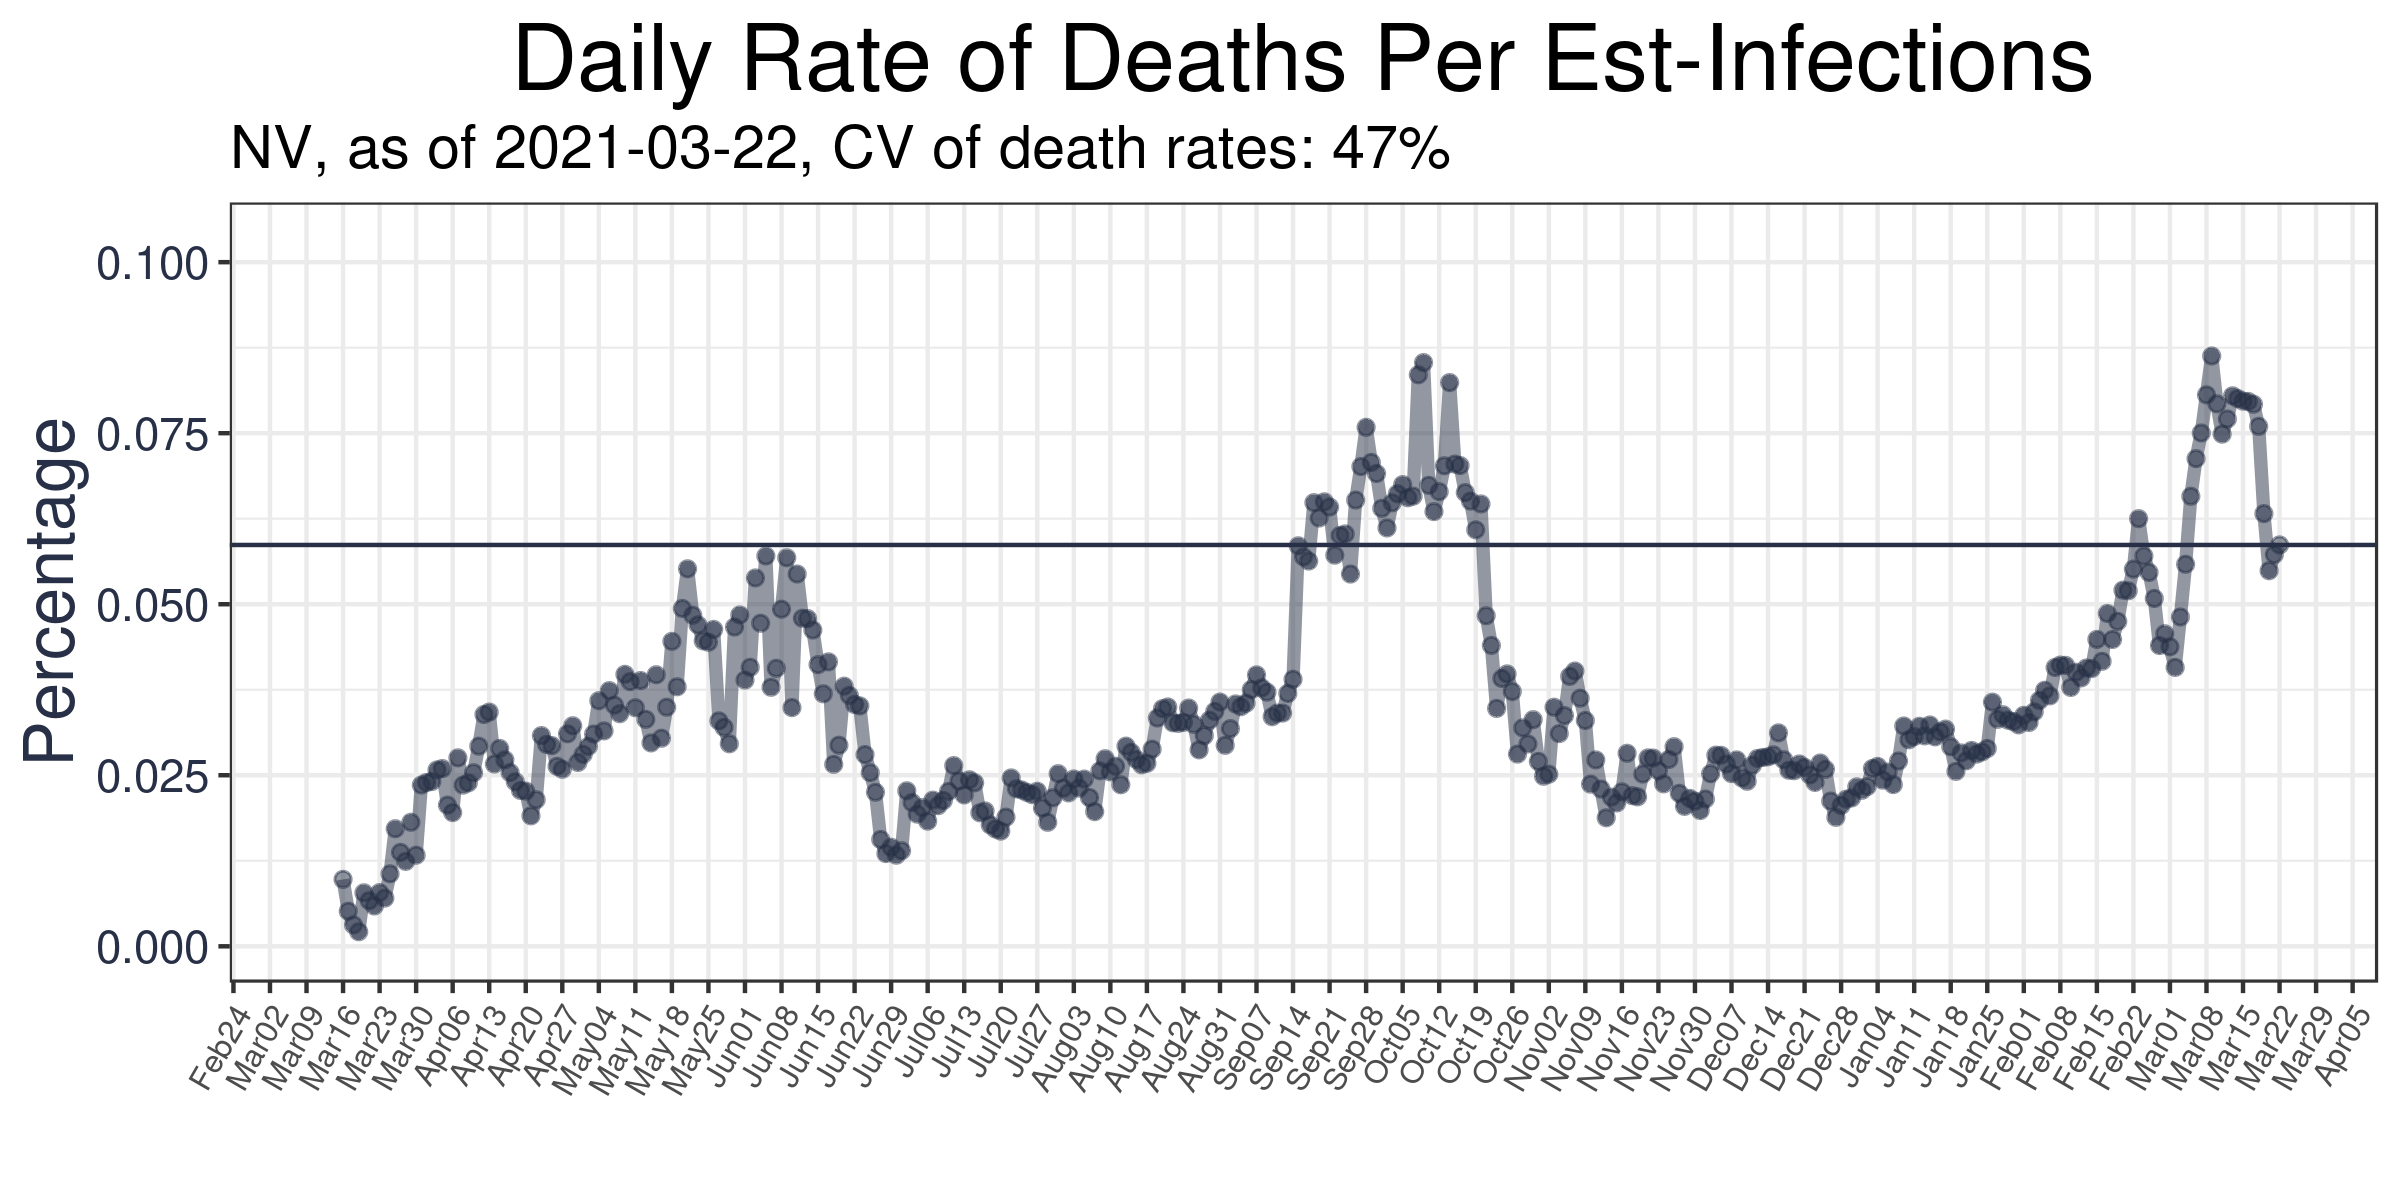 Daily Rate of Deaths Per Est-Infections
NV, as of 2021-03-22, CV of death rates: 47%
Percentage
0.100
0.075
0.050
0.025
0.000
Feb24
Mar02
Mar09
Mar16
Mar23
Mar30
Apr06
Apr13
Apr20
Apr27
May04
May11
May18
May25
Jun01
Jun08
Jun15
Jun22
Jun29
Jul06
Jul13
Jul20
Jul27
Aug03
Aug10
Aug17
Aug24
Aug31
Sep07
Sep14
Sep21
Sep28
Oct05
Oct12
Oct19
Oct26
Nov02
Nov09
Nov16
Nov23
Nov30
Dec07
Dec14
Dec21
Dec28
Jan04
Jan11
Jan18
Jan25
Feb01
Feb08
Feb15
Feb22
Mar01
Mar08
Mar15
Mar22
Mar29
Apr05